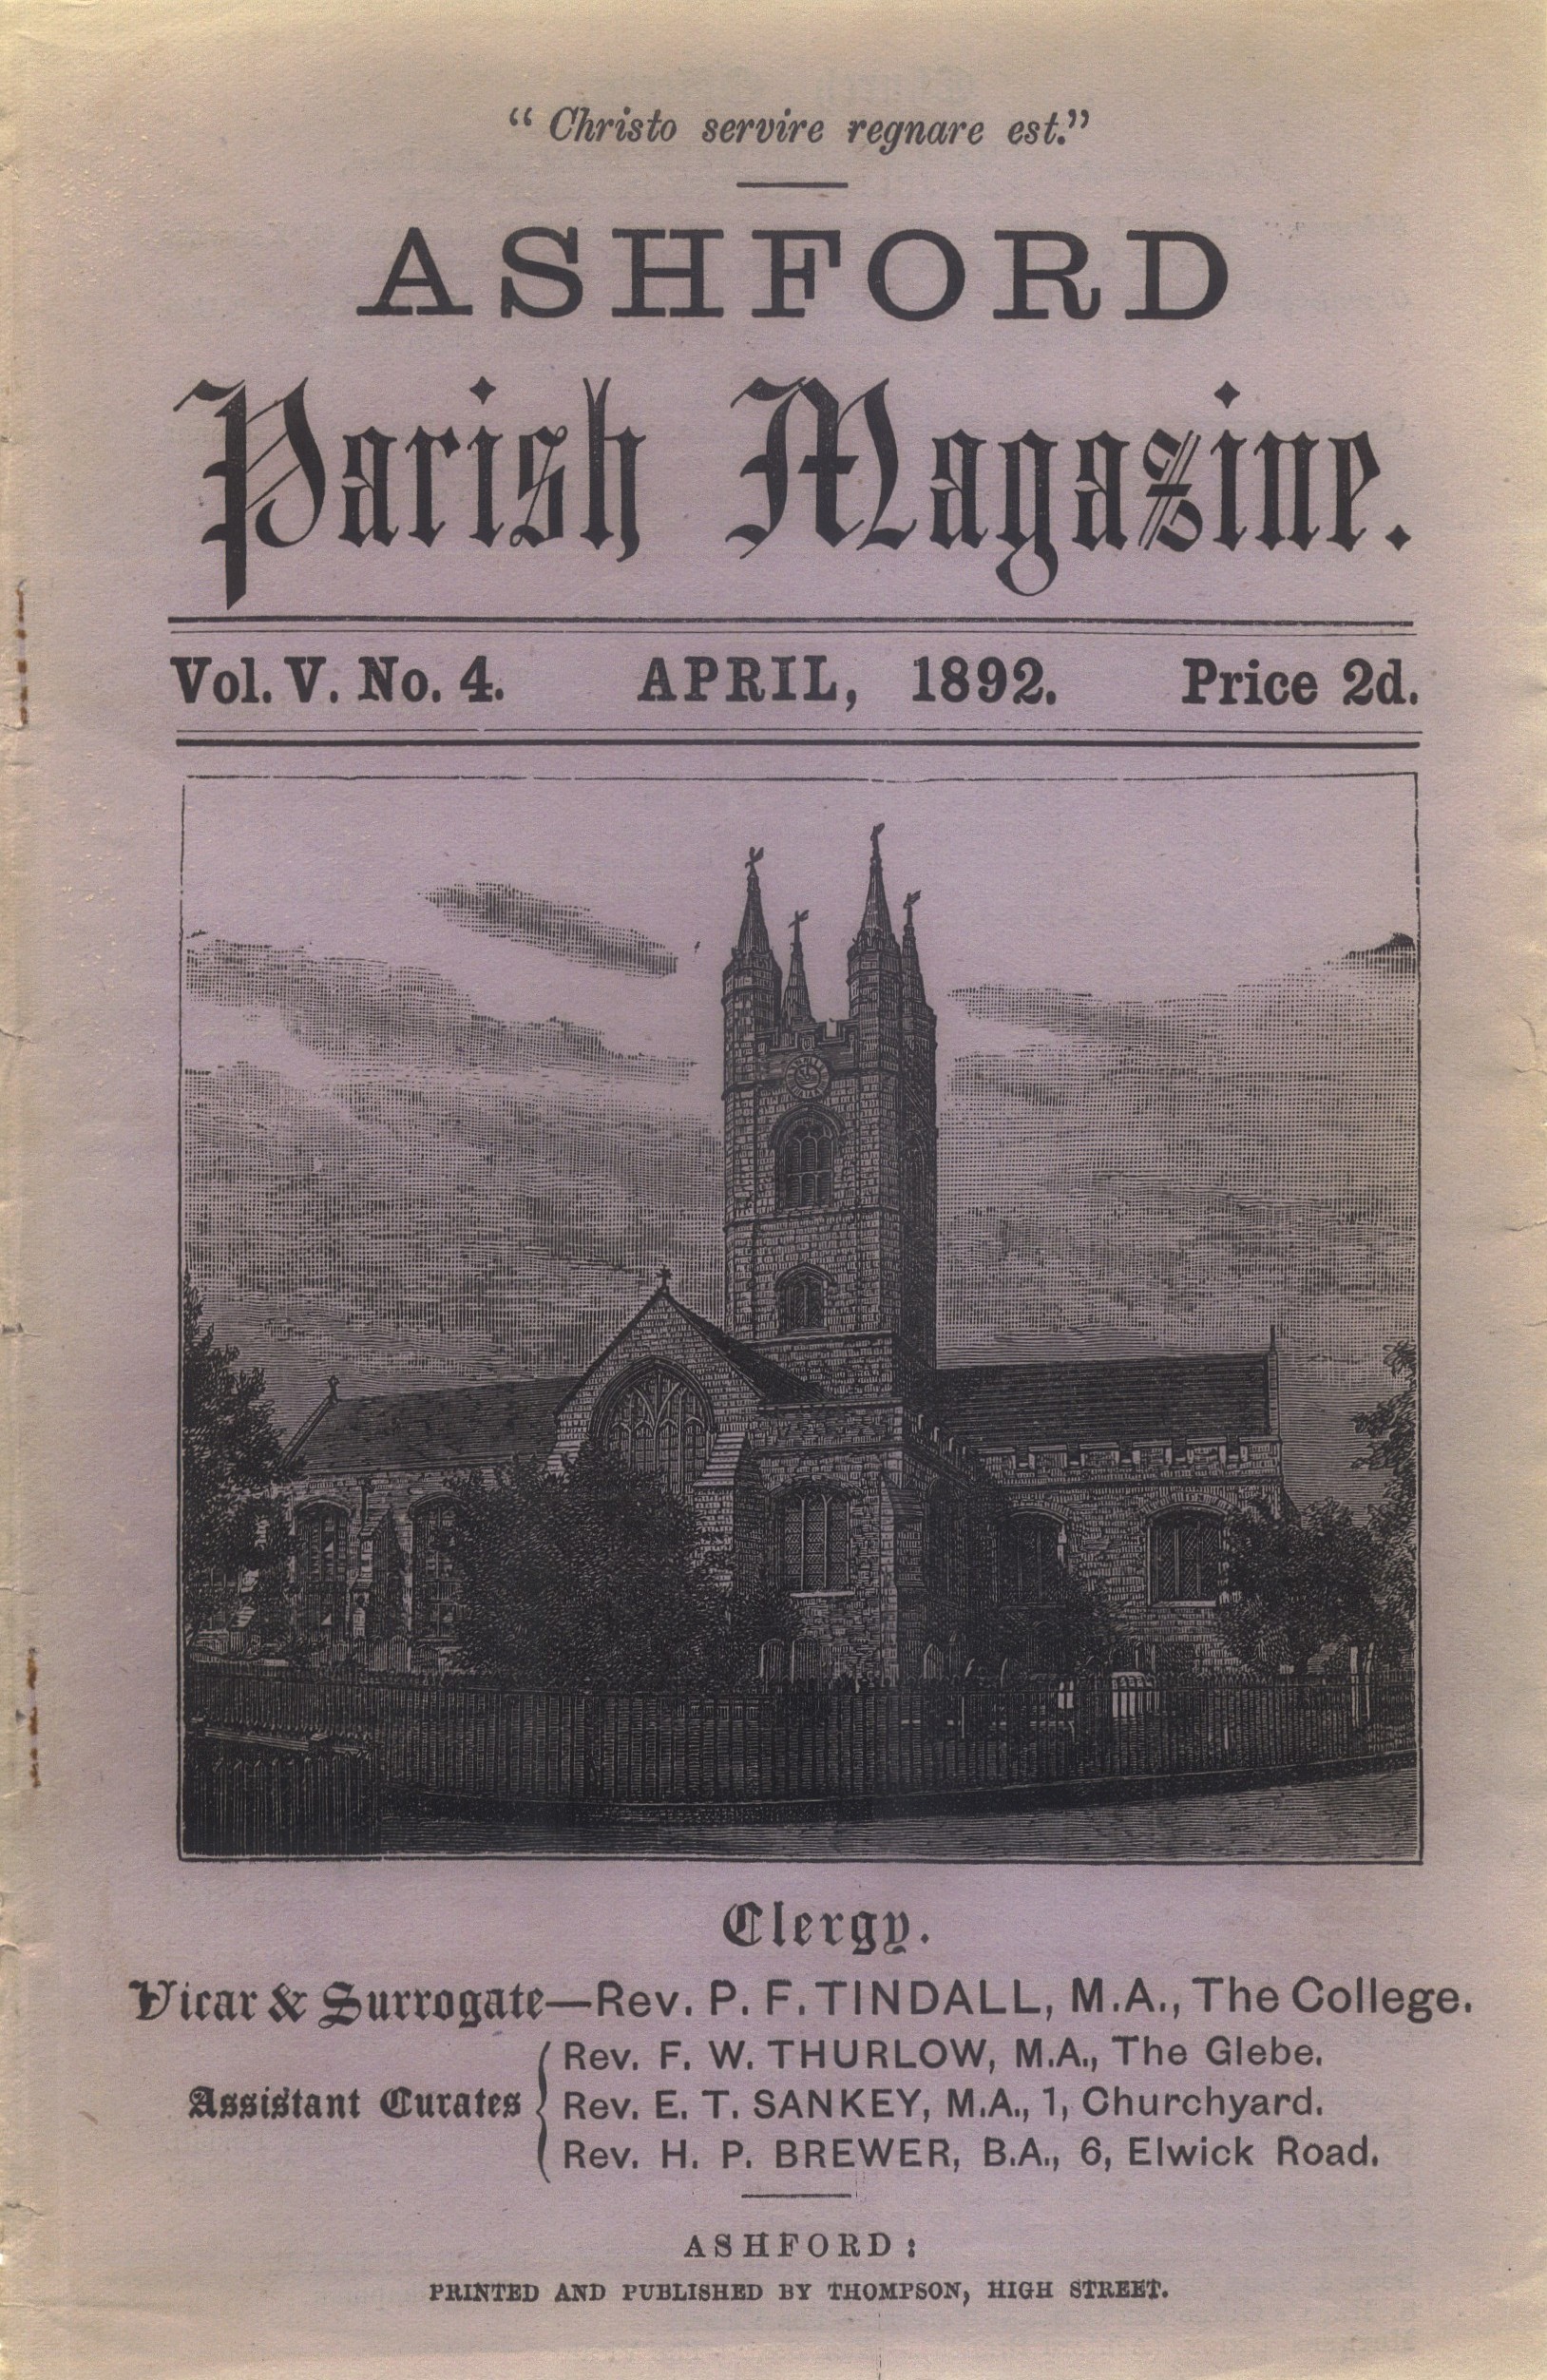 “Christo servire regnare est.”
ASHFORD
Parish Magazine.
Vol. V. No. 4. APRIL, 1892. Price 2d.
Clergy.
Vicar & Surrogate—Rev. P. F. TINDALL, M.A., The College.
Rev. F. W. THURLOW, M.A., The Glebe.
Assistant Curates { Rev. E. T. SANKEY, M.A., 1, Churchyard.
Rev. H. P. BREWER, B.A., 6, Elwick Road.
ASHFORD:
PRINTED AND PUBLISHED BY THOMPSON, HIGH STREET.